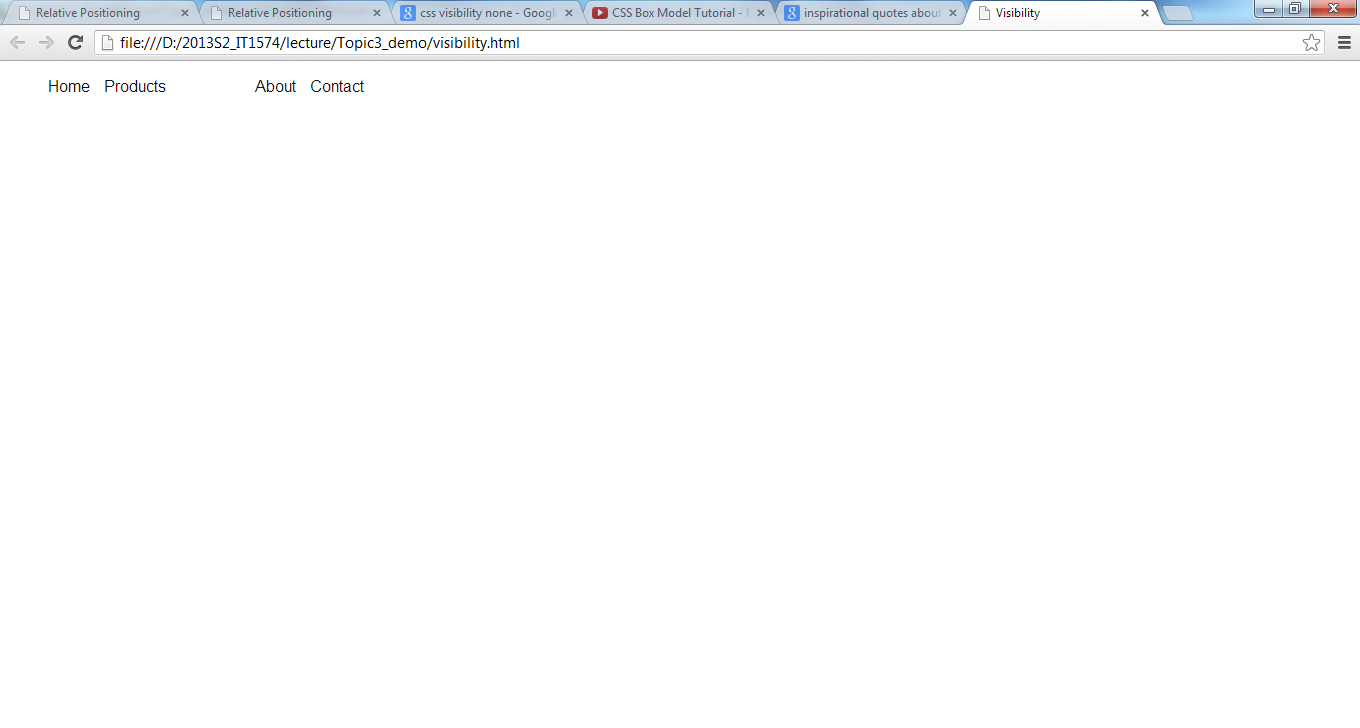 Relative Positioning
Relative Positioning
css visibility none - Google
CSS Box Model Tutorial -
inspirational quotes about
Visibility
file:///D:/2013S2_IT1574/lecture/Topic3_demo/visibility.html
Home Products About Contact